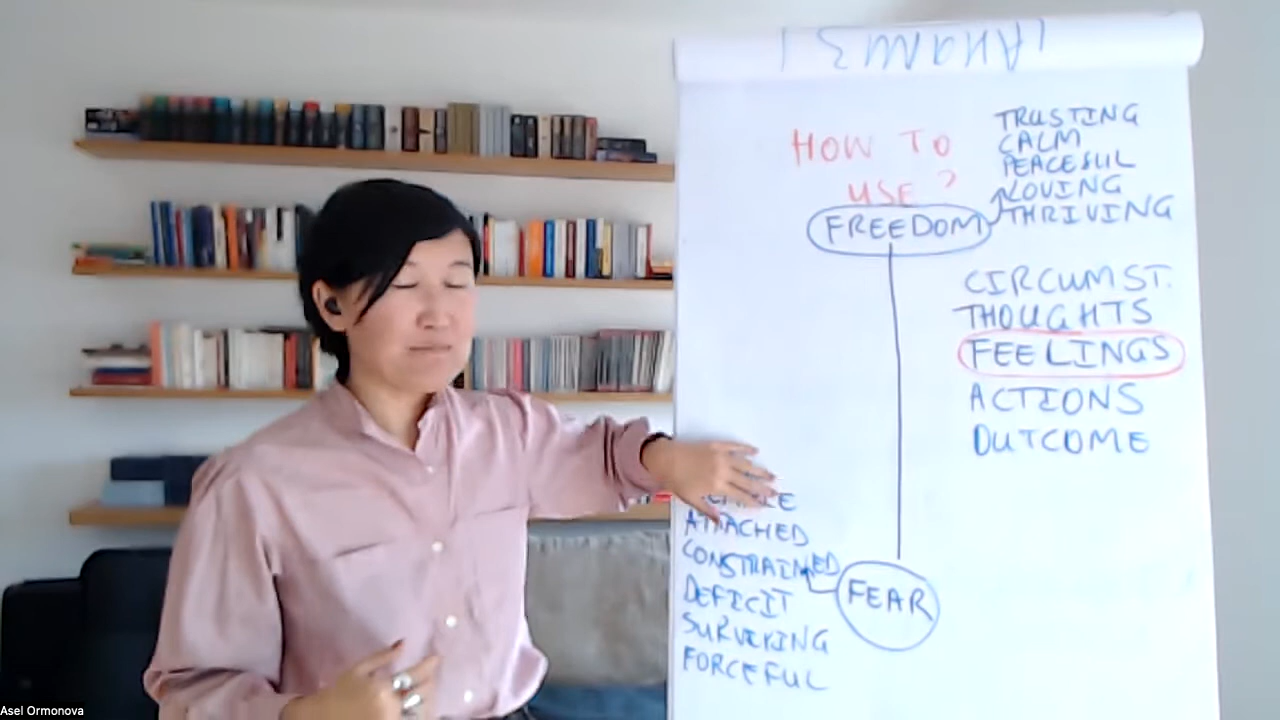 HOW TO
USE?
FREEDOM
TRUSTING
CALM
PEACEFUL
LOVING
THRIVING
CIRCUMST.
THOUGHTS
FEELINGS
ACTIONS
OUTCOME
ATTACHED
CONSTRAINED
DEFICIT
SURVIVING
FORCEFUL
FEAR
Asel Ormonova